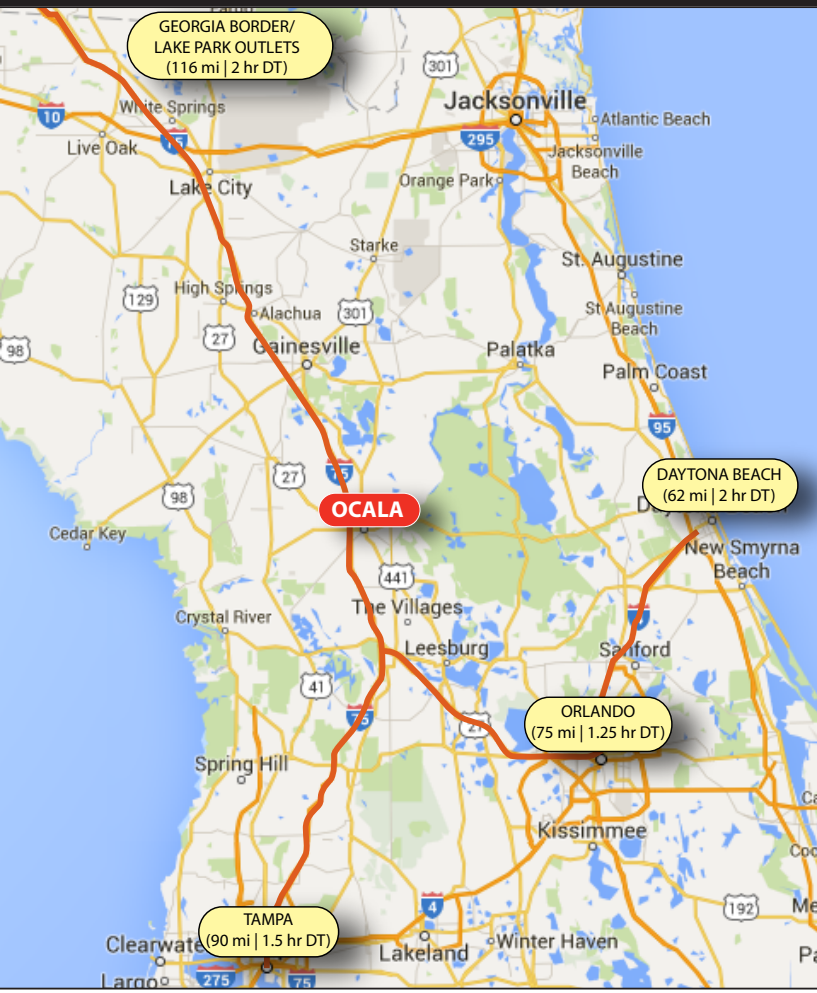 GEORGIA BORDER/
LAKE PARK OUTLETS
(116 mi | 2 hr DT)
301
Jacksonville
10
White Springs
295
Atlantic Beach
Live Oak
Jacksonville
Beach
Lake City
Orange Park
Starke
St. Augustine
129
High Springs
Alachua
301
St Augustine
Beach
27
98
Gainesville
Palatka
Palm Coast
95
27
98
DAYTONA BEACH
(62 mi | 2 hr DT)
OCALA
Cedar Key
New Smyrna
Beach
441
The Villages
Crystal River
Leesburg
Sanford
41
75
ORLANDO
(75 mi | 1.25 hr DT)
27
Spring Hill
Kissimmee
4
192
TAMPA
(90 mi | 1.5 hr DT)
Winter Haven
Lakeland
Largo
275
75